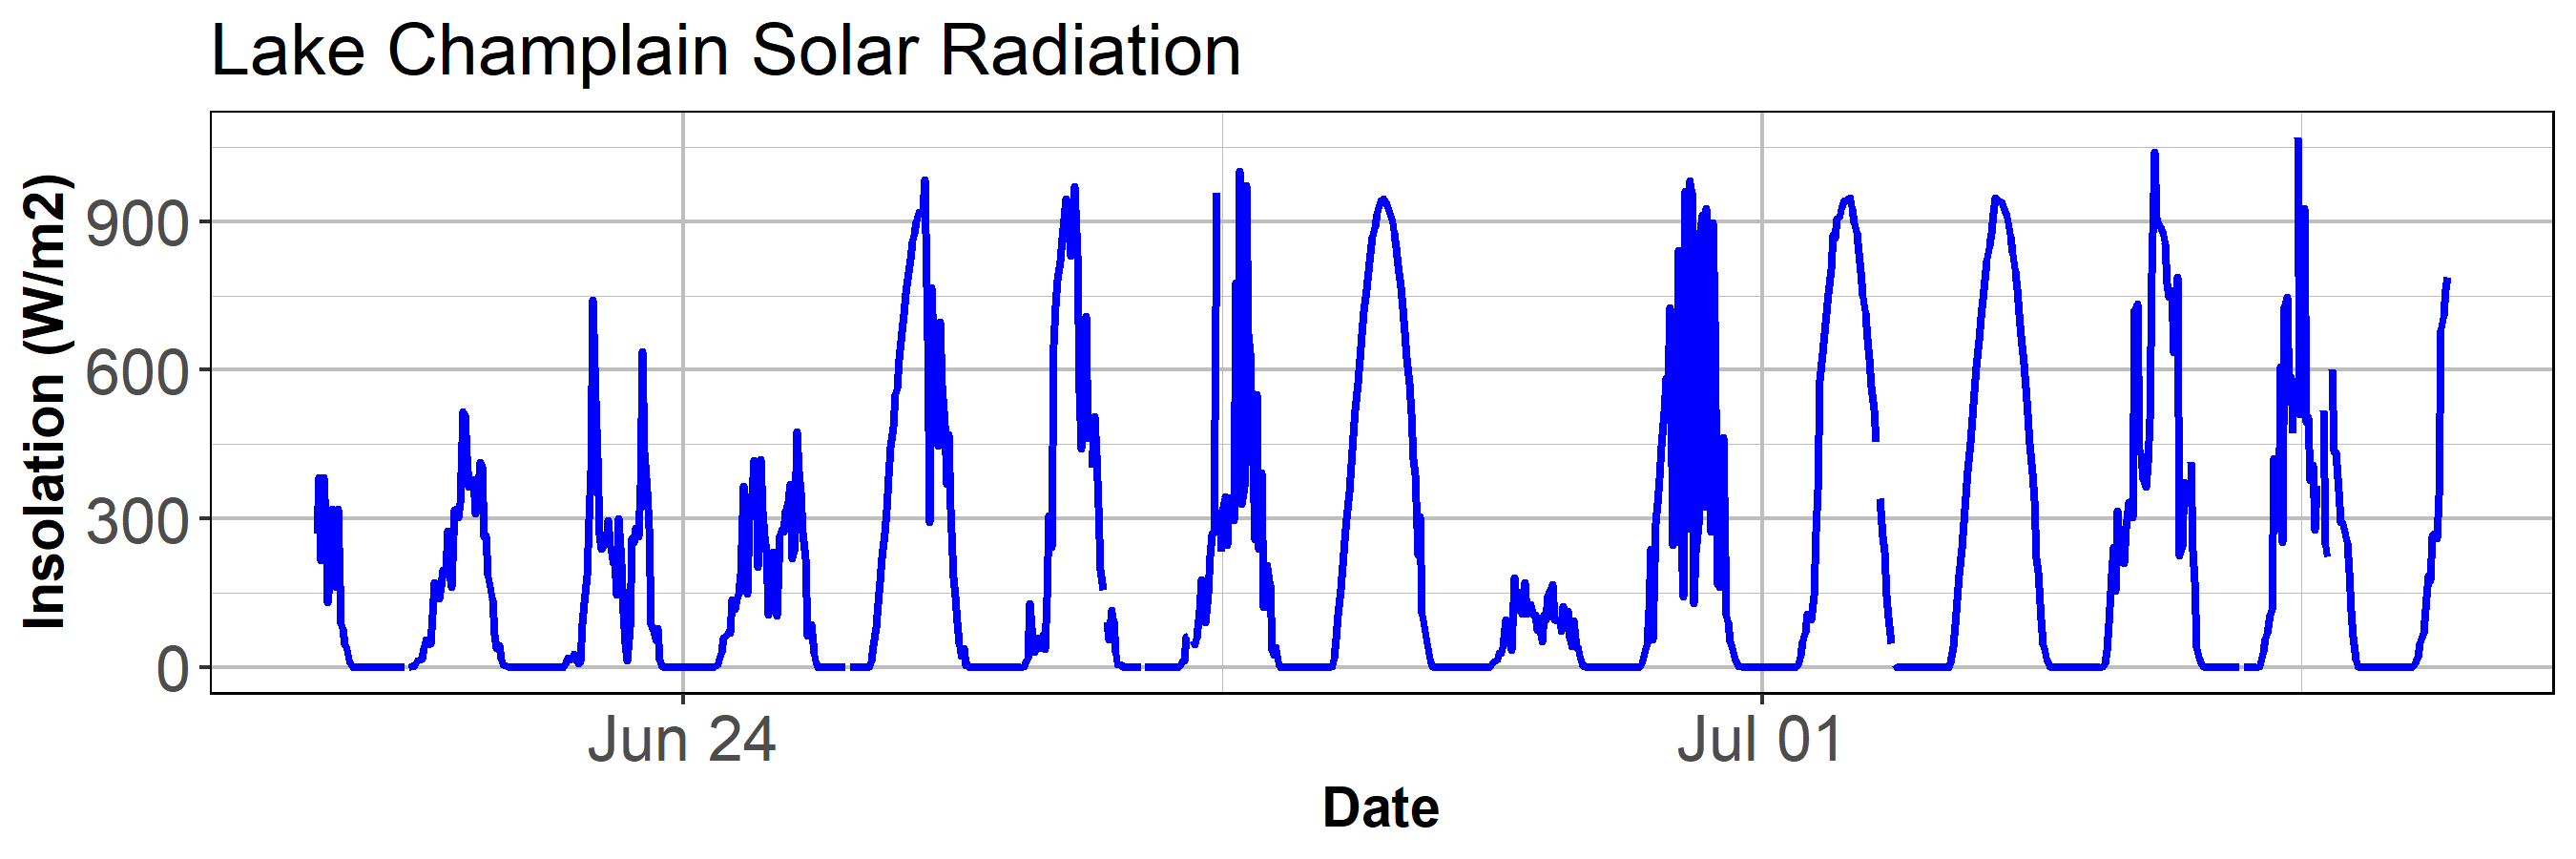 Lake Champlain Solar Radiation
Insolation (W/m2)
900
600
300
0
Jun 24
Jul 01
Date